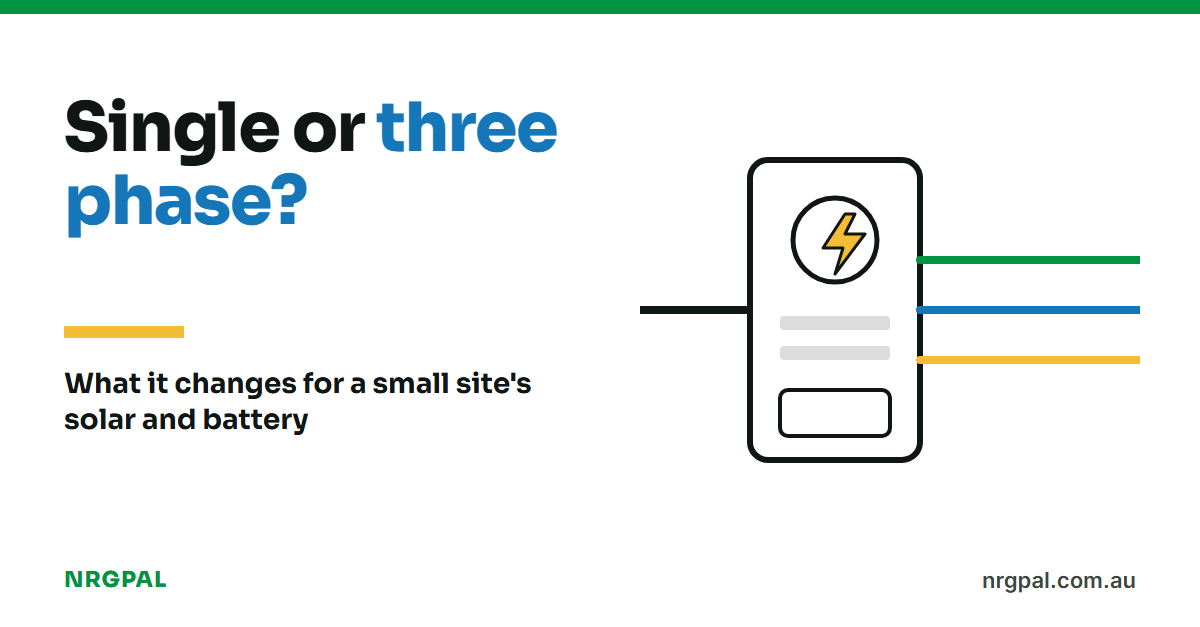 Single or three
phase?
What it changes for a small site's
solar and battery
NRGPAL
nrgpal.com.au